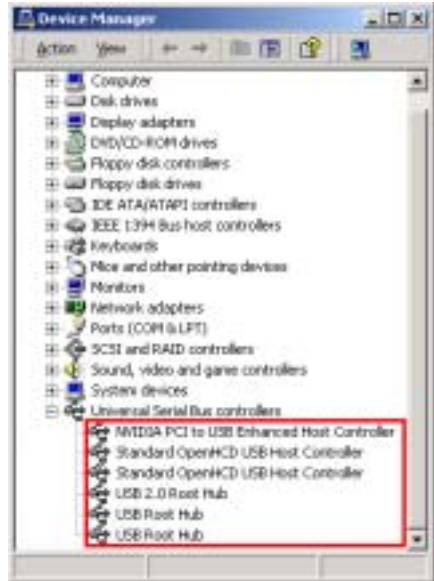 Device Manager
Action View
Computer
Disk drives
Display adapters
DVD/CD-ROM drives
Floppy disk controllers
Floppy disk drives
IDE ATA/ATAPI controllers
IEEE 1394 Bus host controllers
Keyboards
Mice and other pointing devices
Monitors
Network adapters
Ports (COM & LPT)
SCSI and RAID controllers
Sound, video and game controllers
System devices
Universal Serial Bus controllers
NVIDIA PCI to USB Enhanced Host Controller
Standard OpenHCD USB Host Controller
Standard OpenHCD USB Host Controller
USB 2.0 Root Hub
USB Root Hub
USB Root Hub